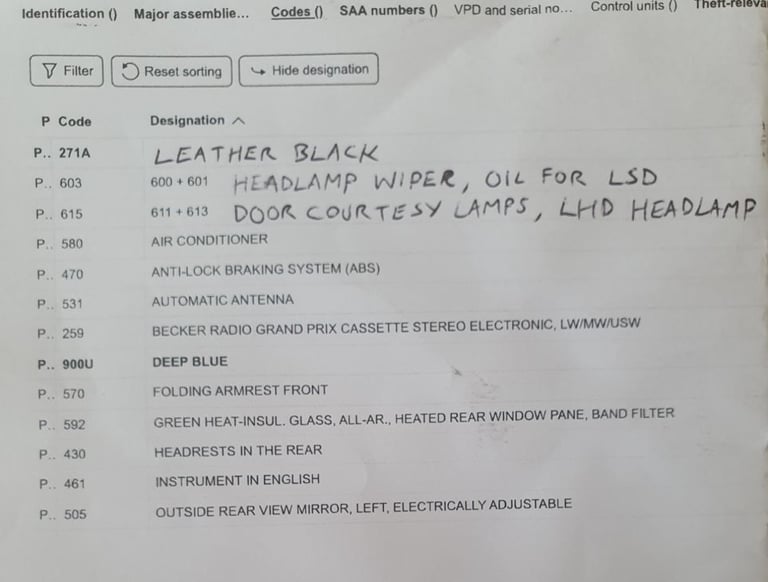 Identification () Major assemblie... Codes () SAA numbers () VPD and serial no... Control units () Theft-releva
Filter Reset sorting Hide designation
P Code Designation
P.. 271A LEATHER BLACK
P.. 603 600 + 601 HEADLAMP WIPER, OIL FOR LSD
P.. 615 611 + 613 DOOR COURTESY LAMPS, LHD HEADLAMP
P.. 580 AIR CONDITIONER
P.. 470 ANTI-LOCK BRAKING SYSTEM (ABS)
P.. 531 AUTOMATIC ANTENNA
P.. 259 BECKER RADIO GRAND PRIX CASSETTE STEREO ELECTRONIC, LW/MW/USW
P.. 900U DEEP BLUE
P.. 570 FOLDING ARMREST FRONT
P.. 592 GREEN HEAT-INSUL. GLASS, ALL-AR., HEATED REAR WINDOW PANE, BAND FILTER
P.. 430 HEADRESTS IN THE REAR
P.. 461 INSTRUMENT IN ENGLISH
P.. 505 OUTSIDE REAR VIEW MIRROR, LEFT, ELECTRICALLY ADJUSTABLE